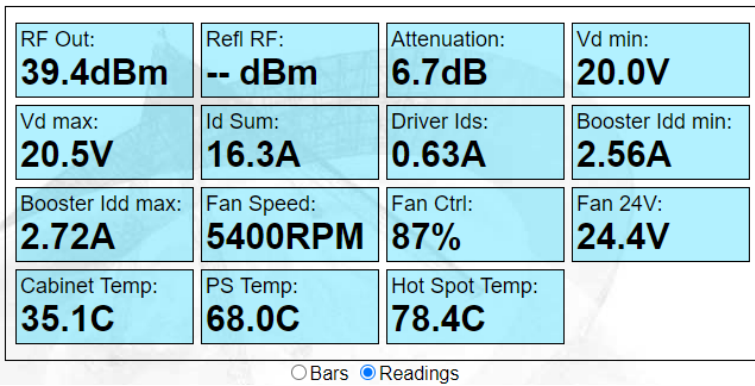 RF Out: Refl RF: Attenuation: Vd min:
39.4dBm -- dBm 6.7dB 20.0V
Vd max: Id Sum: Driver Ids: Booster Idd min:
20.5V 16.3A 0.63A 2.56A
Booster Idd max: Fan Speed: Fan Ctrl: Fan 24V:
2.72A 5400RPM 87% 24.4V
Cabinet Temp: PS Temp: Hot Spot Temp:
35.1C 68.0C 78.4C
Bars Readings